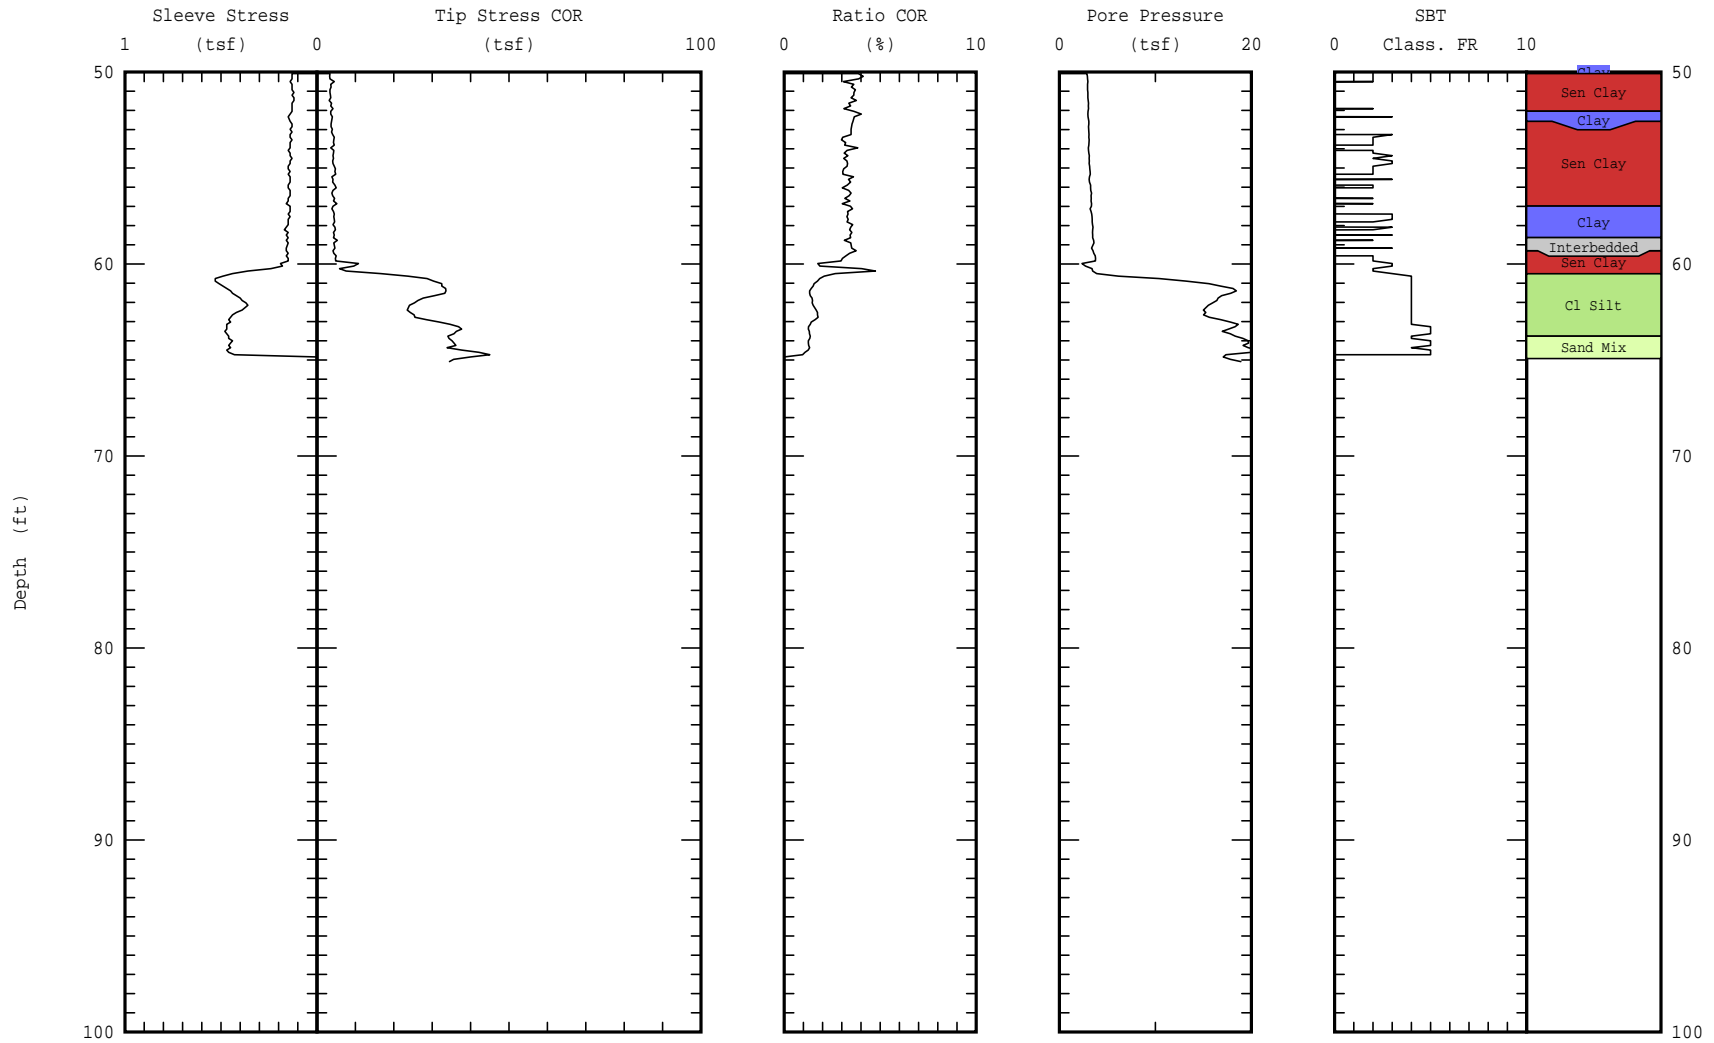 Sleeve Stress Tip Stress COR Ratio COR Pore Pressure SBT
1 (tsf) 0 (tsf) 100 0 (%) 10 0 (tsf) 20 0 Class. FR 10
50 Clay 50
Sen Clay
Clay
Sen Clay
Clay
Interbedded
60 Sen Clay 60
Cl Silt
Sand Mix
70 70
Depth (ft)
80 80
90 90
100 100